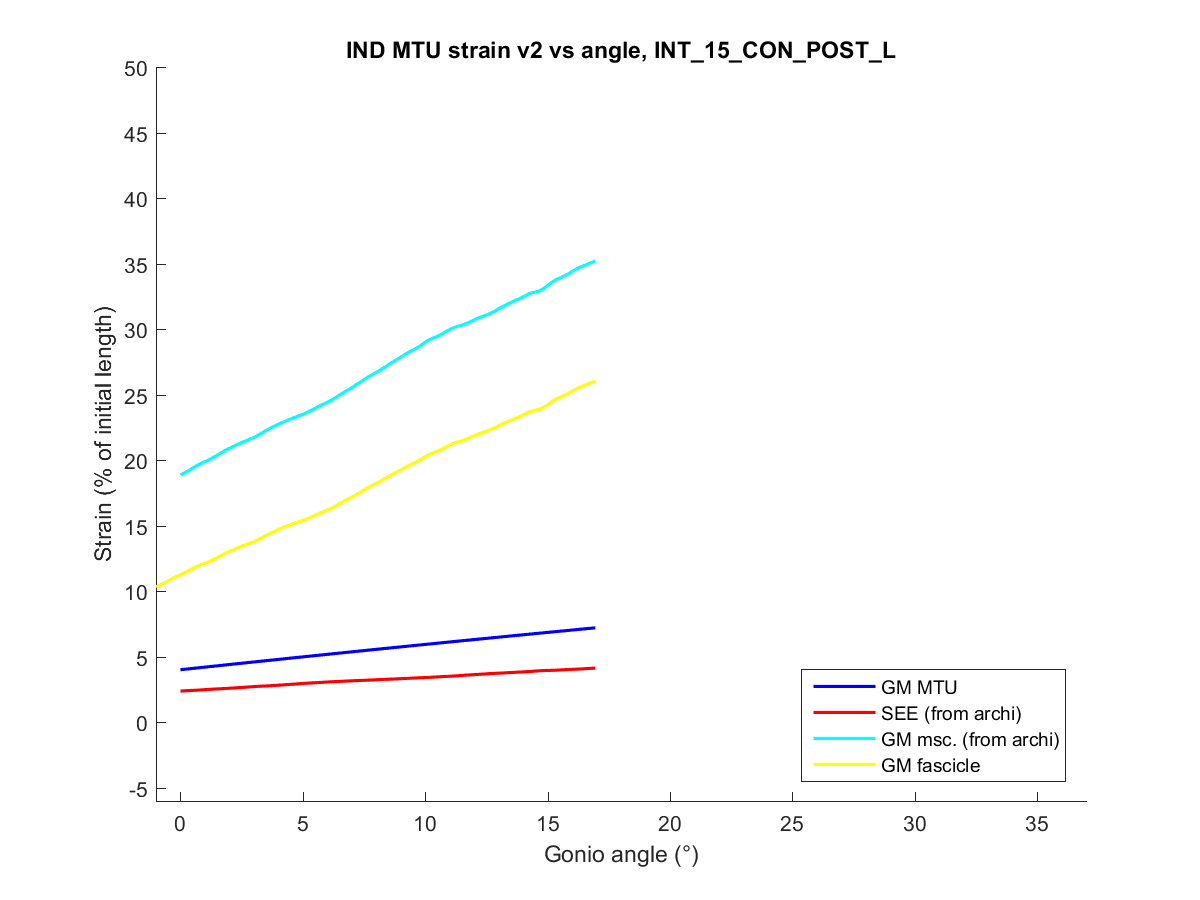 IND MTU strain v2 vs angle, INT_15_CON_POST_L
50
45
40
35
30
25
20
15
10
5
0
-5
Strain (% of initial length)
0 5 10 15 20 25 30 35
Gonio angle (°)
GM MTU
SEE (from archi)
GM msc. (from archi)
GM fascicle